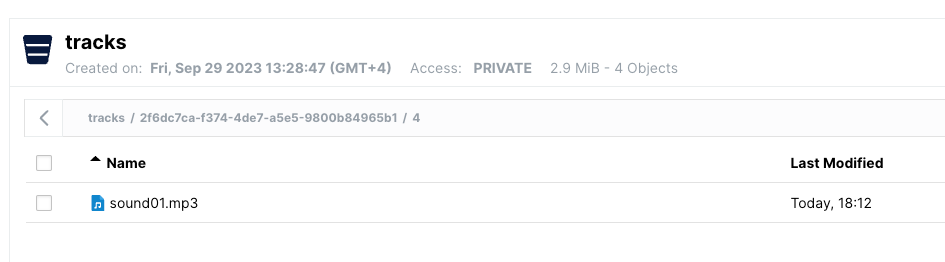 tracks
Created on: Fri, Sep 29 2023 13:28:47 (GMT+4) Access: PRIVATE 2.9 MiB - 4 Objects
tracks / 2f6dc7ca-f374-4de7-a5e5-9800b84965b1 / 4
Name Last Modified
sound01.mp3 Today, 18:12